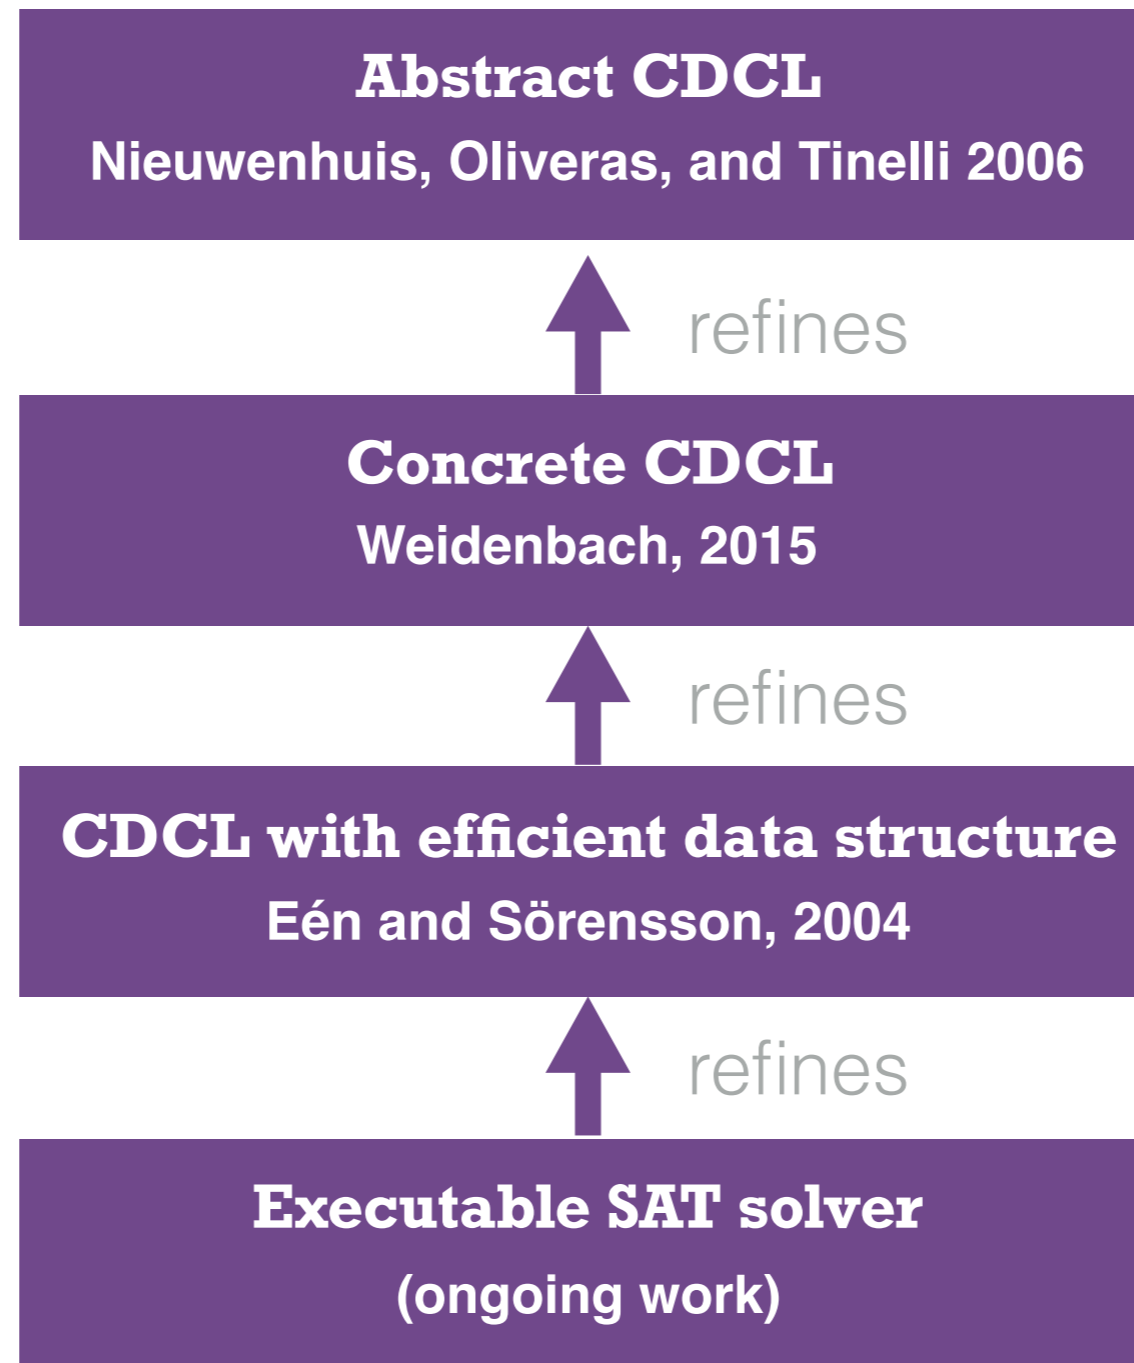 Abstract CDCL
Nieuwenhuis, Oliveras, and Tinelli 2006
refines
Concrete CDCL
Weidenbach, 2015
refines
CDCL with efficient data structure
Eén and Sörensson, 2004
refines
Executable SAT solver
(ongoing work)